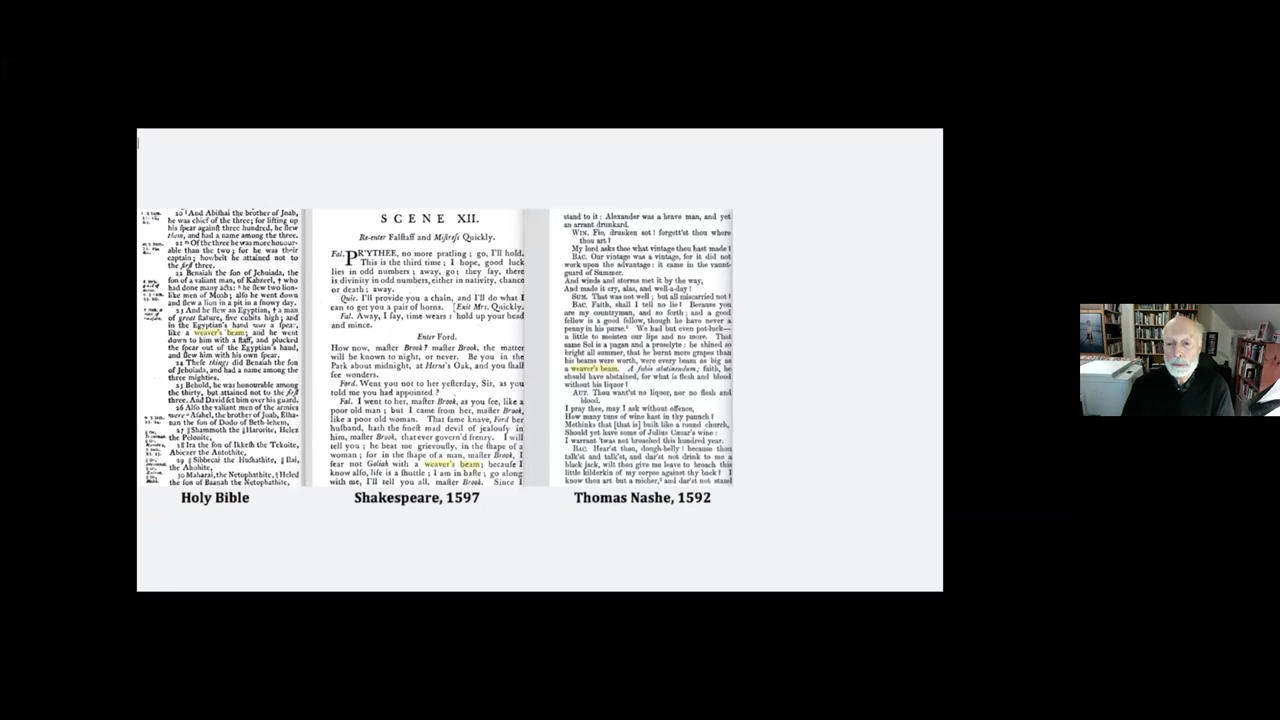 20 And Abishai the brother of Joab,
he was chief of the three; for lifting up
his spear against three hundred, he slew
them, and had a name among the three.
21 Of the three he was more honour-
able than the two; for he was their
captain; howbeit he attained not to
the first three.
22 Benaiah the son of Jehoiada, the
son of a valiant man, of Kabzeel, † who
had done many acts: he slew two lion-
like men of Moab; also he went down
and slew a lion in a pit in a snowy day.
23 And he slew an Egyptian, † a man
of great stature, five cubits high; and
in the Egyptian's hand was a spear,
like a weaver's beam; and he went
down to him with a staff, and plucked
the spear out of the Egyptian's hand,
and slew him with his own spear.
24 These things did Benaiah the son
of Jehoiada, and had a name among the
three mighties.
25 Behold, he was honourable among
the thirty, but attained not to the first
three. And David set him over his guard.
26 Also the valiant men of the armies
were Asahel, the brother of Joab, Elha-
nan the son of Dodo of Beth-lehem,
27 ‖ Shammoth the ‖ Harorite, Helez
the Pelonite,
28 Ira the son of Ikkesh the Tekoite,
Abiezer the Antothite,
29 ‖ Sibbecai the Hushathite, ‖ Ilai,
the Ahohite,
30 Maharai, the Netophathite, ‖ Heled
the son of Baanah the Netophathite,
Holy Bible
SCENE XII.
Re-enter Falstaff and Mistress Quickly.
Fal. PR'YTHEE, no more pratling; go, I'll hold.
This is the third time; I hope, good luck
lies in odd numbers; away, go; they say, there
is divinity in odd numbers, either in nativity, chance
or death; away.
Quic. I'll provide you a chain, and I'll do what I
can to get you a pair of horns. [Exit Mrs. Quickly.
Fal. Away, I say, time wears: hold up your head
and mince.
Enter Ford.
How now, master Brook? master Brook, the matter
will be known to night, or never. Be you in the
Park about midnight, at Herne's Oak, and you shall
see wonders.
Ford. Went you not to her yesterday, Sir, as you
told me you had appointed?
Fal. I went to her, master Brook, as you see, like a
poor old man; but I came from her, master Brook,
like a poor old woman. That same knave, Ford her
husband, hath the finest mad devil of jealousy in
him, master Brook, that ever govern'd frenzy. I will
tell you; he beat me grievously, in the shape of a
woman; for in the shape of a man, master Brook, I
fear not Goliah with a weaver's beam; because I
know also, life is a shuttle; I am in haste; go along
with me, I'll tell you all, master Brook. Since I
Shakespeare, 1597
stand to it: Alexander was a brave man, and yet
an arrant drunkard.
WIN. Fie, drunken sot! forgett'st thou where
thou art?
My lord asks thee what vintage thou hast made?
BAC. Our vintage was a vintage, for it did not
work upon the advantage: it came in the vaunt-
guard of Summer.
And winds and storms met it by the way,
And made it cry, alas, and well-a-day!
SUM. That was not well; but all miscarried not?
BAC. Faith, shall I tell no lie? Because you
are my countryman, and so forth; and a good
fellow is a good fellow, though he have never a
penny in his purse. We had but even pot-luck—
a little to moisten our lips and no more. That
same Sol is a pagan and a proselyte: he shined so
bright all summer, that he burnt more grapes than
his beams were worth, were every beam as big as
a weaver's beam. A fabis abstinendum; faith, he
should have abstained, for what is flesh and blood
without his liquor?
AUT. Thou want'st no liquor, nor no flesh and
blood.
I pray thee, may I ask without offence,
How many tuns of wine hast in thy paunch?
Methinks that [that is] built like a round church,
Should yet have some of Julius Cæsar's wine:
I warrant 'twas not broached this hundred year.
BAC. Hear'st thou, dough-belly! because thou
talk'st and talk'st, and dar'st not drink to me a
black jack, wilt thou give me leave to broach this
little kilderkin of my corpse against thy back? I
know thou art but a micher, and dar'st not stand
Thomas Nashe, 1592